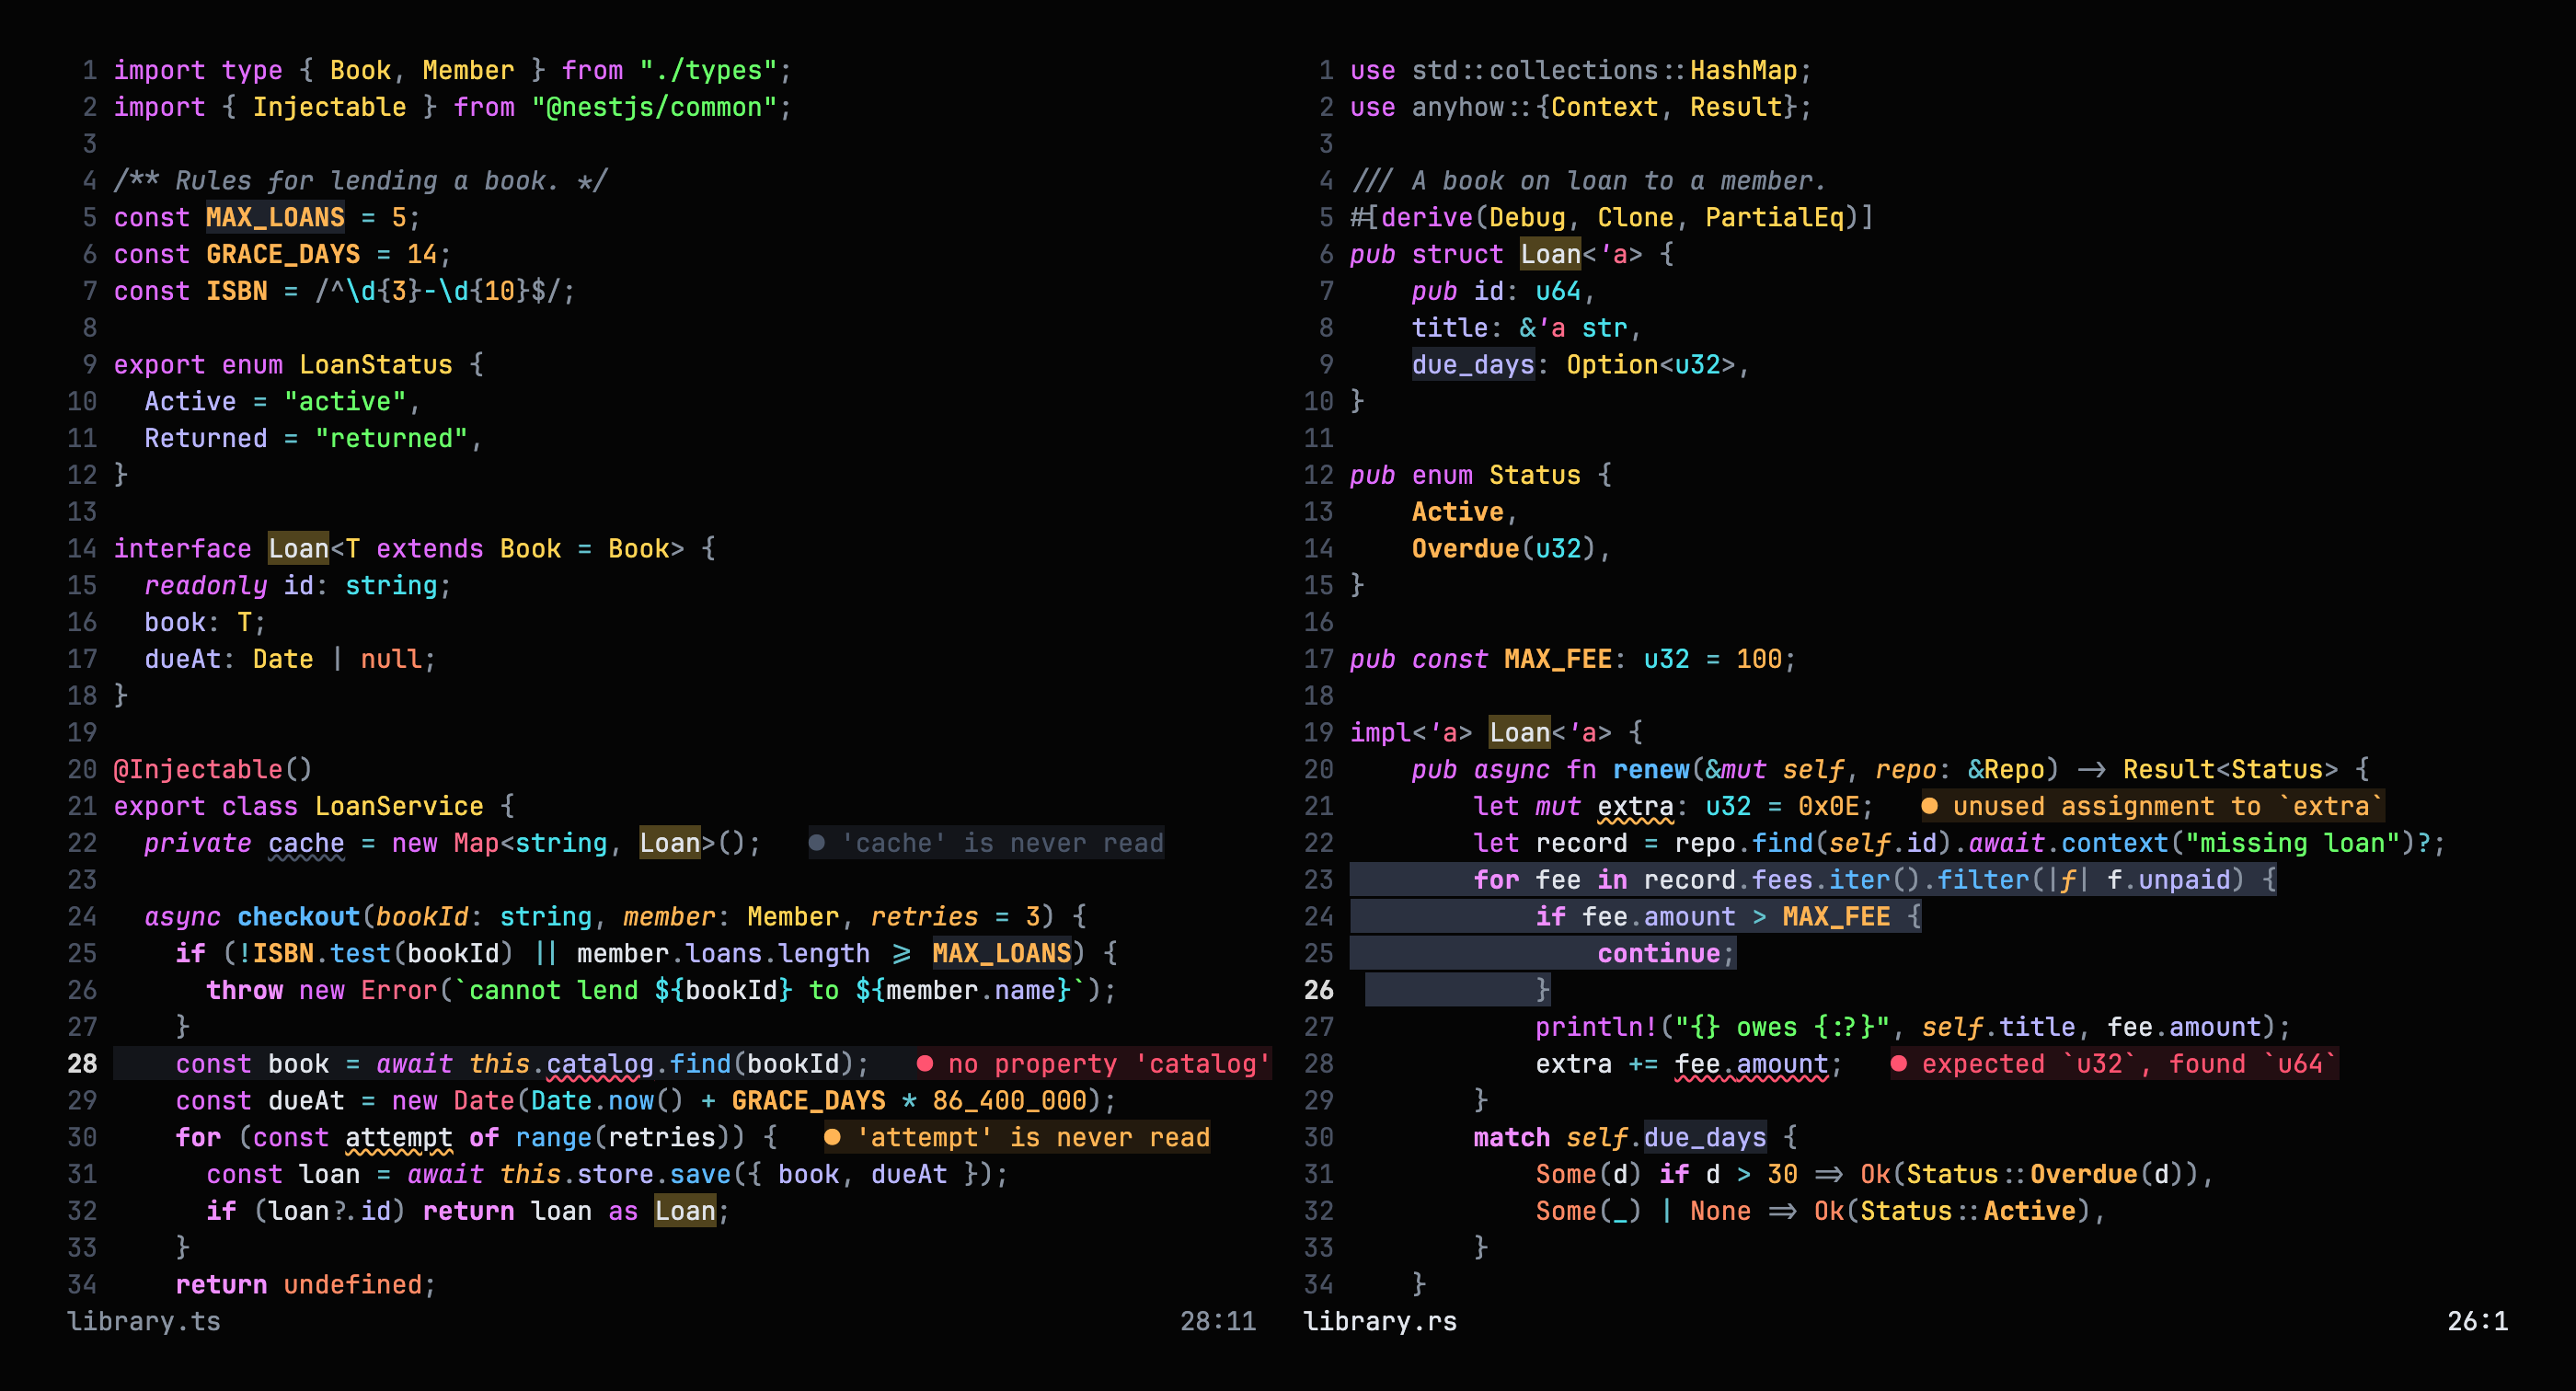 1 import type { Book, Member } from "./types";
2 import { Injectable } from "@nestjs/common";
3
4 /** Rules for lending a book. */
5 const MAX_LOANS = 5;
6 const GRACE_DAYS = 14;
7 const ISBN = /^\d{3}-\d{10}$/;
8
9 export enum LoanStatus {
10   Active = "active",
11   Returned = "returned",
12 }
13
14 interface Loan<T extends Book = Book> {
15   readonly id: string;
16   book: T;
17   dueAt: Date | null;
18 }
19
20 @Injectable()
21 export class LoanService {
22   private cache = new Map<string, Loan>();   ● 'cache' is never read
23
24   async checkout(bookId: string, member: Member, retries = 3) {
25     if (!ISBN.test(bookId) || member.loans.length >= MAX_LOANS) {
26       throw new Error(`cannot lend ${bookId} to ${member.name}`);
27     }
28     const book = await this.catalog.find(bookId);   ● no property 'catalog'
29     const dueAt = new Date(Date.now() + GRACE_DAYS * 86_400_000);
30     for (const attempt of range(retries)) {   ● 'attempt' is never read
31       const loan = await this.store.save({ book, dueAt });
32       if (loan?.id) return loan as Loan;
33     }
34     return undefined;
library.ts 28:11
1 use std::collections::HashMap;
2 use anyhow::{Context, Result};
3
4 /// A book on loan to a member.
5 #[derive(Debug, Clone, PartialEq)]
6 pub struct Loan<'a> {
7     pub id: u64,
8     title: &'a str,
9     due_days: Option<u32>,
10 }
11
12 pub enum Status {
13     Active,
14     Overdue(u32),
15 }
16
17 pub const MAX_FEE: u32 = 100;
18
19 impl<'a> Loan<'a> {
20     pub async fn renew(&mut self, repo: &Repo) -> Result<Status> {
21         let mut extra: u32 = 0x0E;   ● unused assignment to `extra`
22         let record = repo.find(self.id).await.context("missing loan")?;
23         for fee in record.fees.iter().filter(|f| f.unpaid) {
24             if fee.amount > MAX_FEE {
25                 continue;
26             }
27             println!("{} owes {:?}", self.title, fee.amount);
28             extra += fee.amount;   ● expected `u32`, found `u64`
29         }
30         match self.due_days {
31             Some(d) if d > 30 => Ok(Status::Overdue(d)),
32             Some(_) | None => Ok(Status::Active),
33         }
34     }
library.rs 26:1